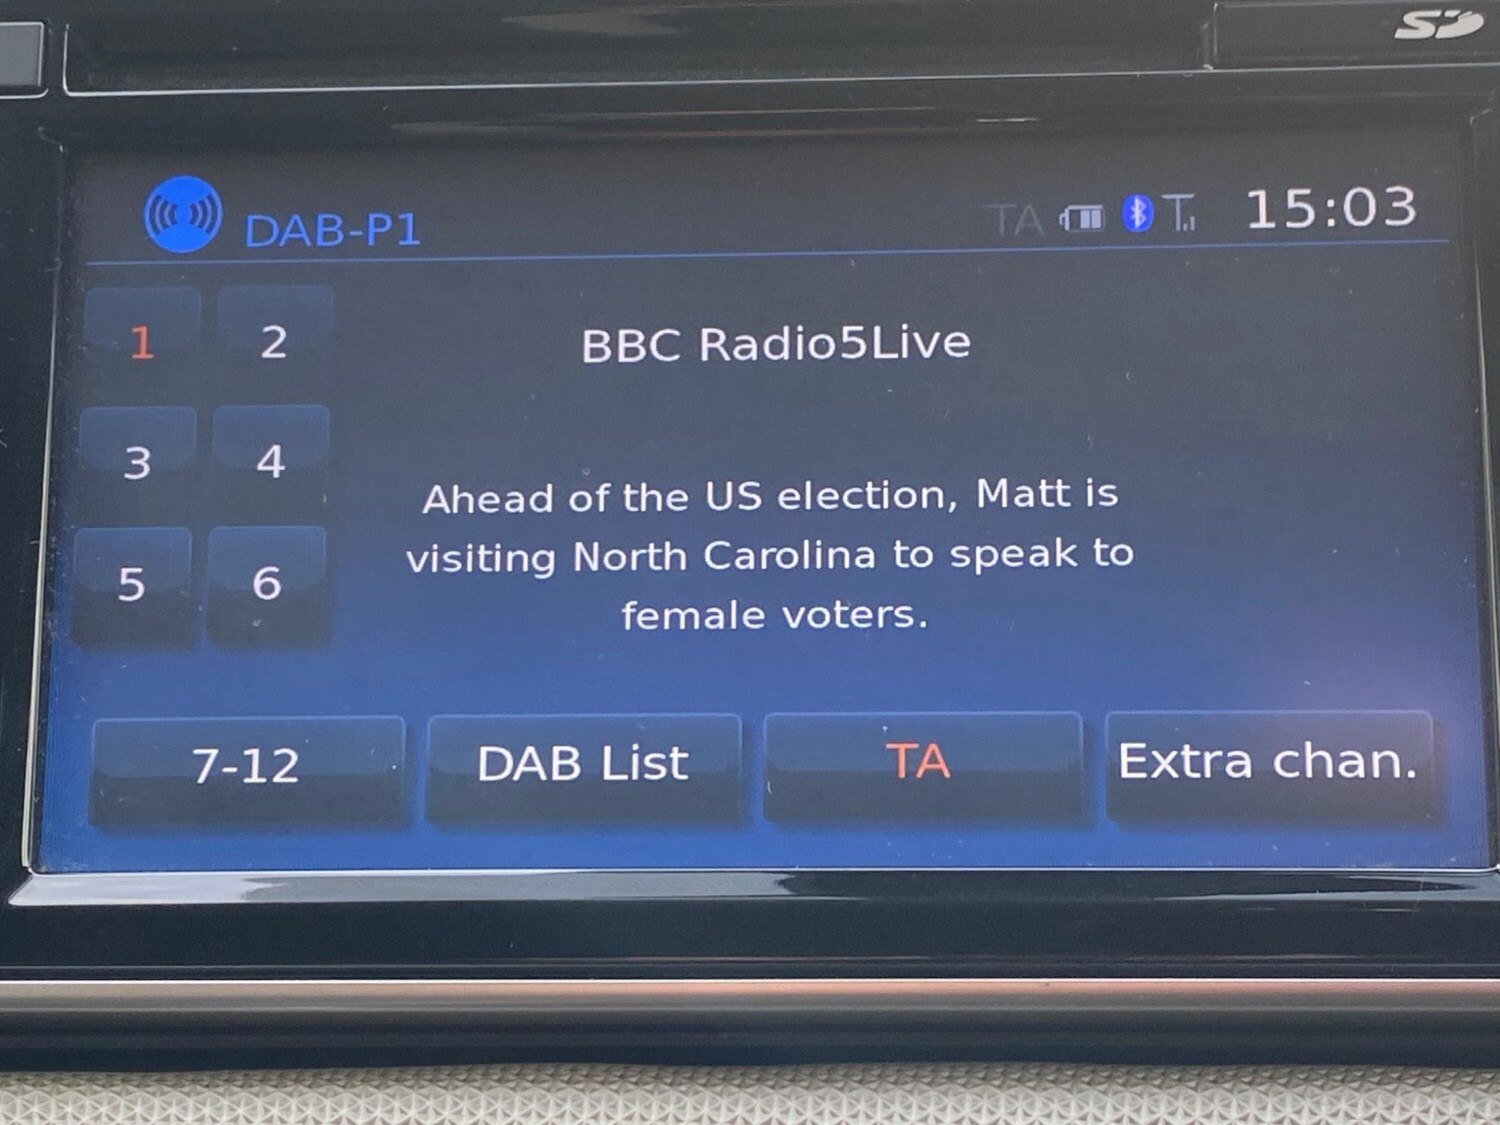 SD
DAB-P1
TA
15:03
1
2
BBC Radio5Live
3
4
Ahead of the US election, Matt is
visiting North Carolina to speak to
female voters.
5
6
7-12
DAB List
TA
Extra chan.